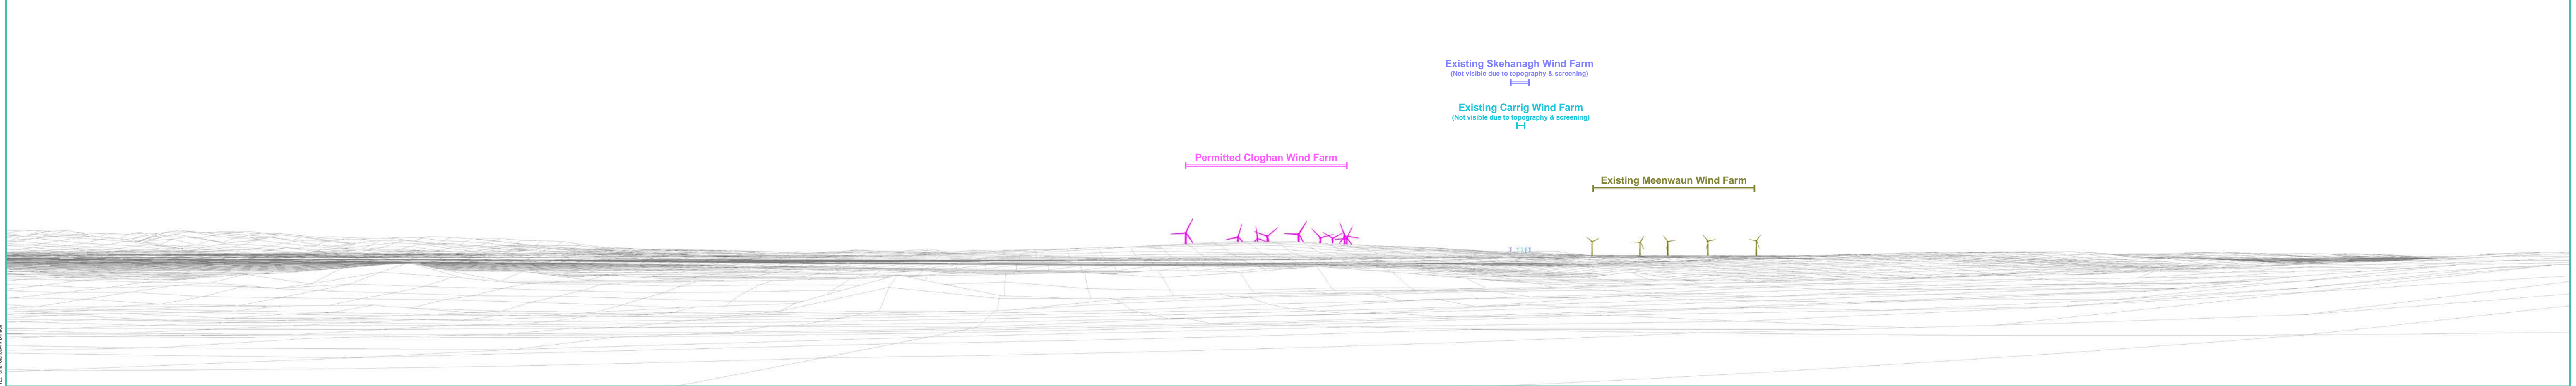 Existing Skehanagh Wind Farm
(Not visible due to topography & screening)
Existing Carrig Wind Farm
(Not visible due to topography & screening)
Permitted Cloghan Wind Farm
Existing Meenwaun Wind Farm